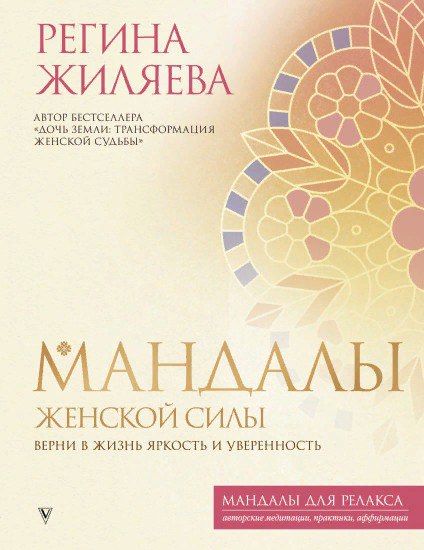 РЕГИНА
ЖИЛЯЕВА
АВТОР БЕСТСЕЛЛЕРА
«ДОЧЬ ЗЕМЛИ: ТРАНСФОРМАЦИЯ
ЖЕНСКОЙ СУДЬБЫ»
МАНДАЛЫ
ЖЕНСКОЙ СИЛЫ
ВЕРНИ В ЖИЗНЬ ЯРКОСТЬ И УВЕРЕННОСТЬ
МАНДАЛЫ ДЛЯ РЕЛАКСА
авторские медитации, практики, аффирмации